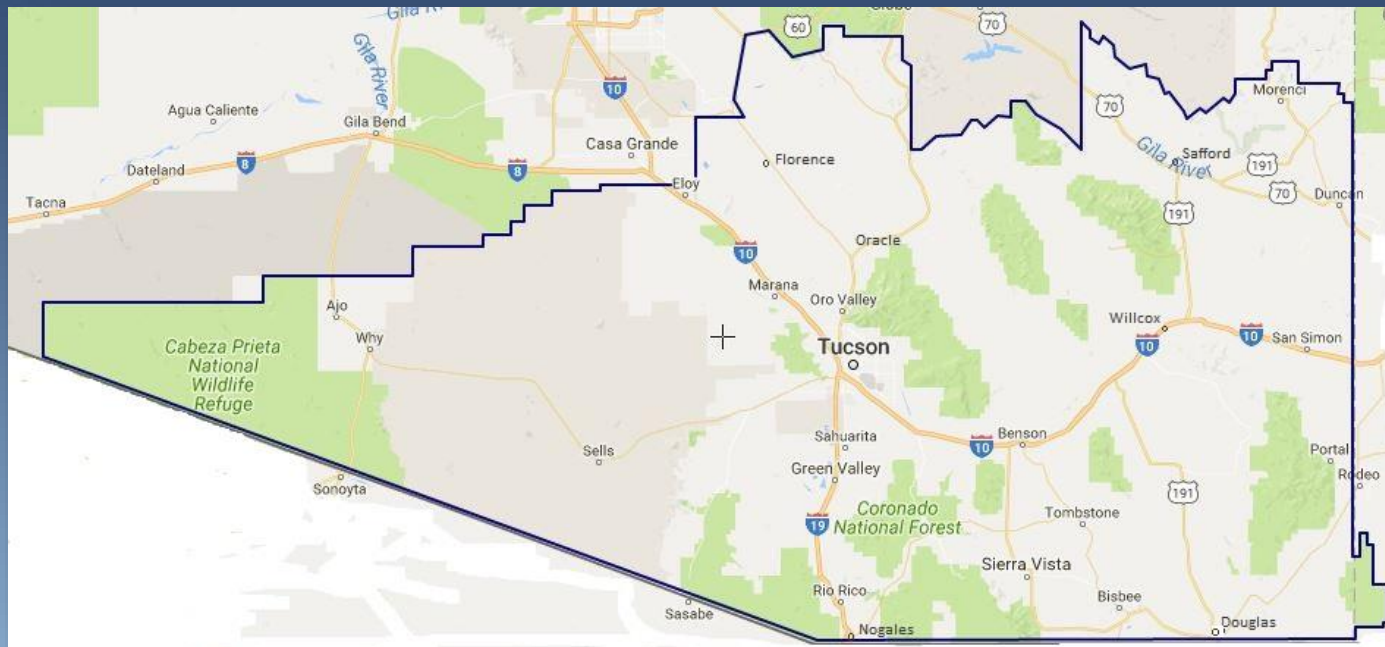 Gila River
Globe
60
70
Gila River
10
Agua Caliente
Gila Bend
Morenci
70
Casa Grande
Florence
Gila River
Safford
191
8
8
Dateland
Eloy
70
Duncan
Tacna
191
Oracle
10
Marana
Oro Valley
Ajo
Willcox
10
San Simon
Why
10
Tucson
Cabeza Prieta
National
Wildlife
Refuge
Sahuarita
10
Benson
Sells
Portal
Green Valley
Sonoyta
Rodeo
191
Coronado
National Forest
19
Tombstone
Sierra Vista
Rio Rico
Bisbee
Sasabe
Nogales
Douglas